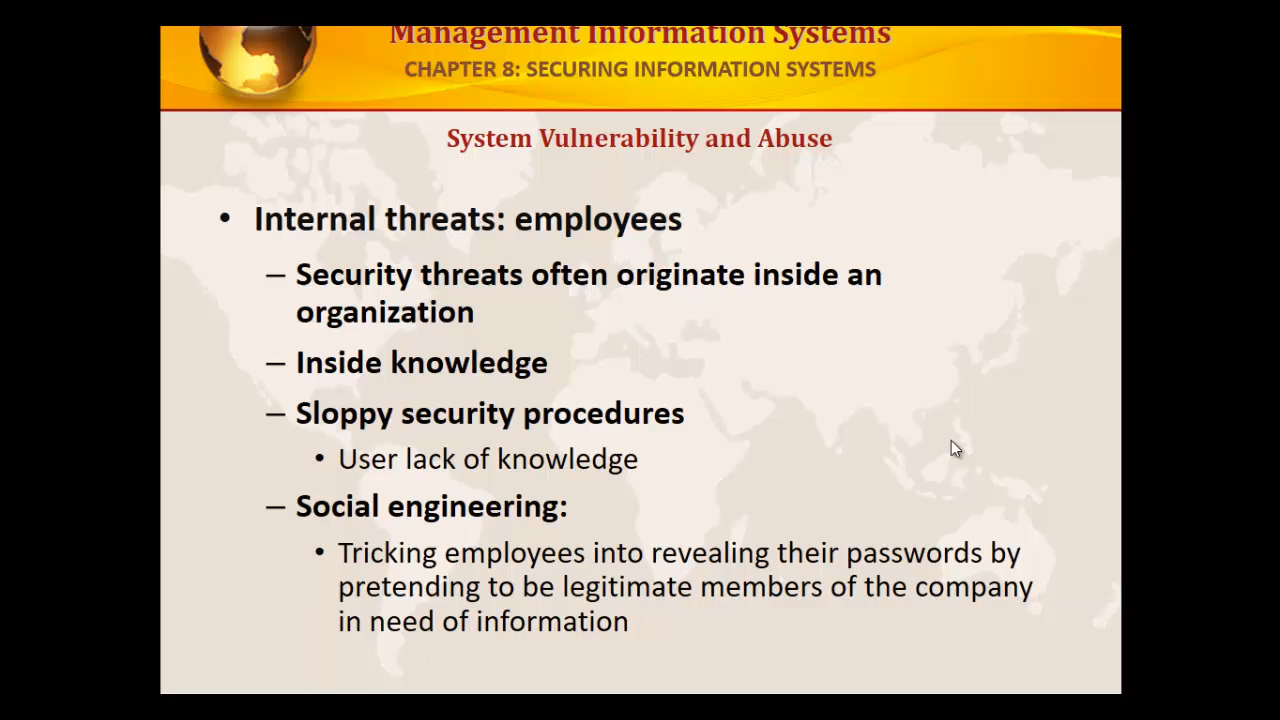 Management Information Systems
CHAPTER 8: SECURING INFORMATION SYSTEMS
System Vulnerability and Abuse
• Internal threats: employees
– Security threats often originate inside an
organization
– Inside knowledge
– Sloppy security procedures
• User lack of knowledge
– Social engineering:
• Tricking employees into revealing their passwords by
pretending to be legitimate members of the company
in need of information